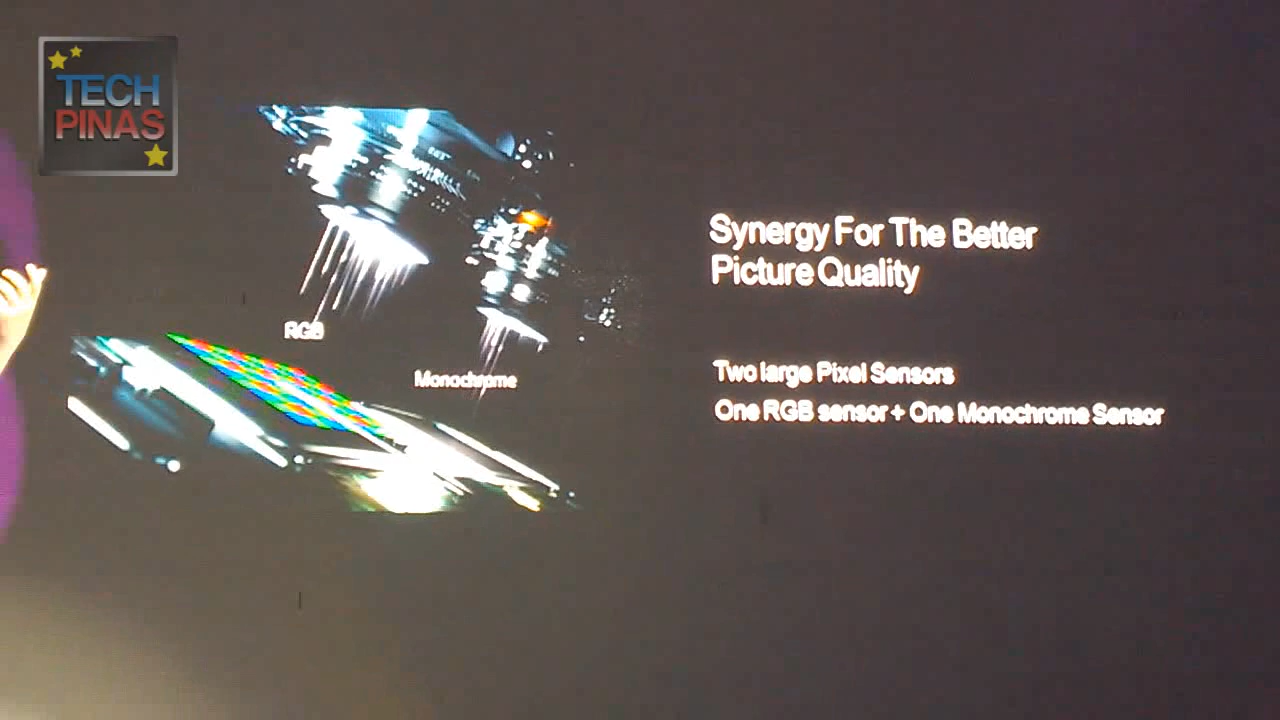 TECH
PINAS
Synergy For The Better
Picture Quality
RGB
Monochrome
Two large Pixel Sensors
One RGB sensor + One Monochrome Sensor